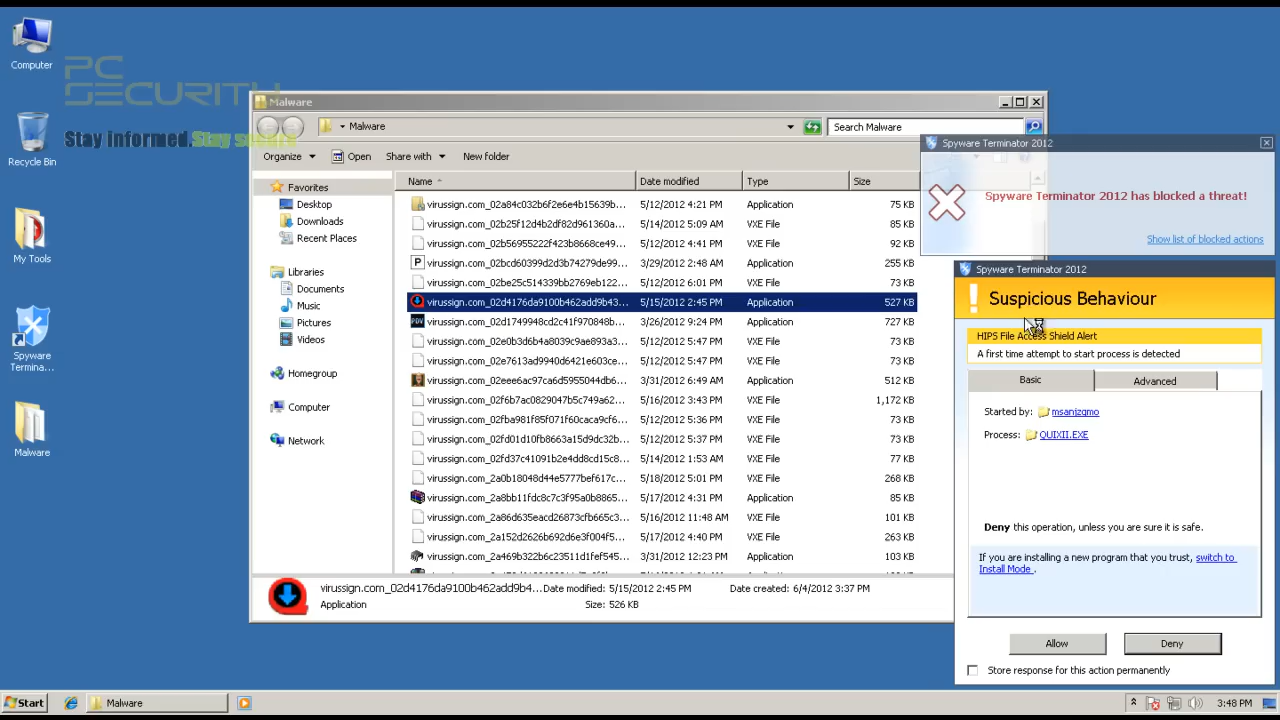 Computer
PC
SECURITY
Stay informed.Stay secure
Recycle Bin
My Tools
Spyware
Termina...
Malware
Malware
Malware
Search Malware
Organize
Open
Share with
New folder
Favorites
Desktop
Downloads
Recent Places
Libraries
Documents
Music
Pictures
Videos
Homegroup
Computer
Network
Name Date modified Type Size
virussign.com_02a84c032b6f2e6e4b15639b... 5/12/2012 4:21 PM Application 75 KB
virussign.com_02b25f12d4b2df82d961360a... 5/14/2012 5:09 AM VXE File 85 KB
virussign.com_02b56955222f423b8668ce49... 5/12/2012 4:41 PM VXE File 92 KB
virussign.com_02bcd60399d2d3b74279de99... 3/29/2012 2:48 AM Application 255 KB
virussign.com_02be25c514339bb2769eb122... 5/12/2012 6:01 PM VXE File 73 KB
virussign.com_02d4176da9100b462add9b43... 5/15/2012 2:45 PM Application 527 KB
virussign.com_02d1749948cd2c41f970848b... 3/26/2012 9:24 PM Application 727 KB
virussign.com_02e0b3d6b4a8039c49ae893a... 5/12/2012 5:47 PM VXE File 73 KB
virussign.com_02e7613d4998b2ed421e603ce... 5/12/2012 5:47 PM VXE File 73 KB
virussign.com_02eee6ac97ca6d5955044db6... 3/31/2012 6:49 AM Application 512 KB
virussign.com_02f6b7ac0829075c749a62... 5/16/2012 3:43 PM VXE File 1,172 KB
virussign.com_02fba981f85f071f60caca9cf6... 5/12/2012 5:36 PM VXE File 73 KB
virussign.com_02fd01d10fb8663a15d9dc32b... 5/12/2012 5:37 PM VXE File 73 KB
virussign.com_02fd37c41091b2e4dd8cd15c8... 5/14/2012 1:53 AM VXE File 77 KB
virussign.com_2a0b18048d44e5777bef617c... 5/18/2012 5:01 PM VXE File 268 KB
virussign.com_2a8bb11fdc8c7c3f95a0b8865... 5/17/2012 4:31 PM Application 105 KB
virussign.com_2a86d635eacd26873cfb665c3... 5/16/2012 11:48 AM VXE File 101 KB
virussign.com_2a152d2626b692d6e3f004f5... 5/17/2012 4:40 PM VXE File 263 KB
virussign.com_2a469b322b6c23511d1fef545... 3/31/2012 12:23 PM Application 106 KB
virussign.com_02d4176da9100b462add9b4... Date modified: 5/15/2012 2:45 PM Date created: 6/4/2012 3:37 PM
Application Size: 526 KB
Spyware Terminator 2012
Spyware Terminator 2012 has blocked a threat!
Show list of blocked actions
Spyware Terminator 2012
Suspicious Behaviour
HIPS File Access Shield Alert
A first time attempt to start process is detected
Basic Advanced
Started by: msanjzqmo
Process: QUIXII.EXE
Deny this operation, unless you are sure it is safe.
If you are installing a new program that you trust, switch to
Install Mode .
Allow Deny
Store response for this action permanently
Start
Malware
3:48 PM